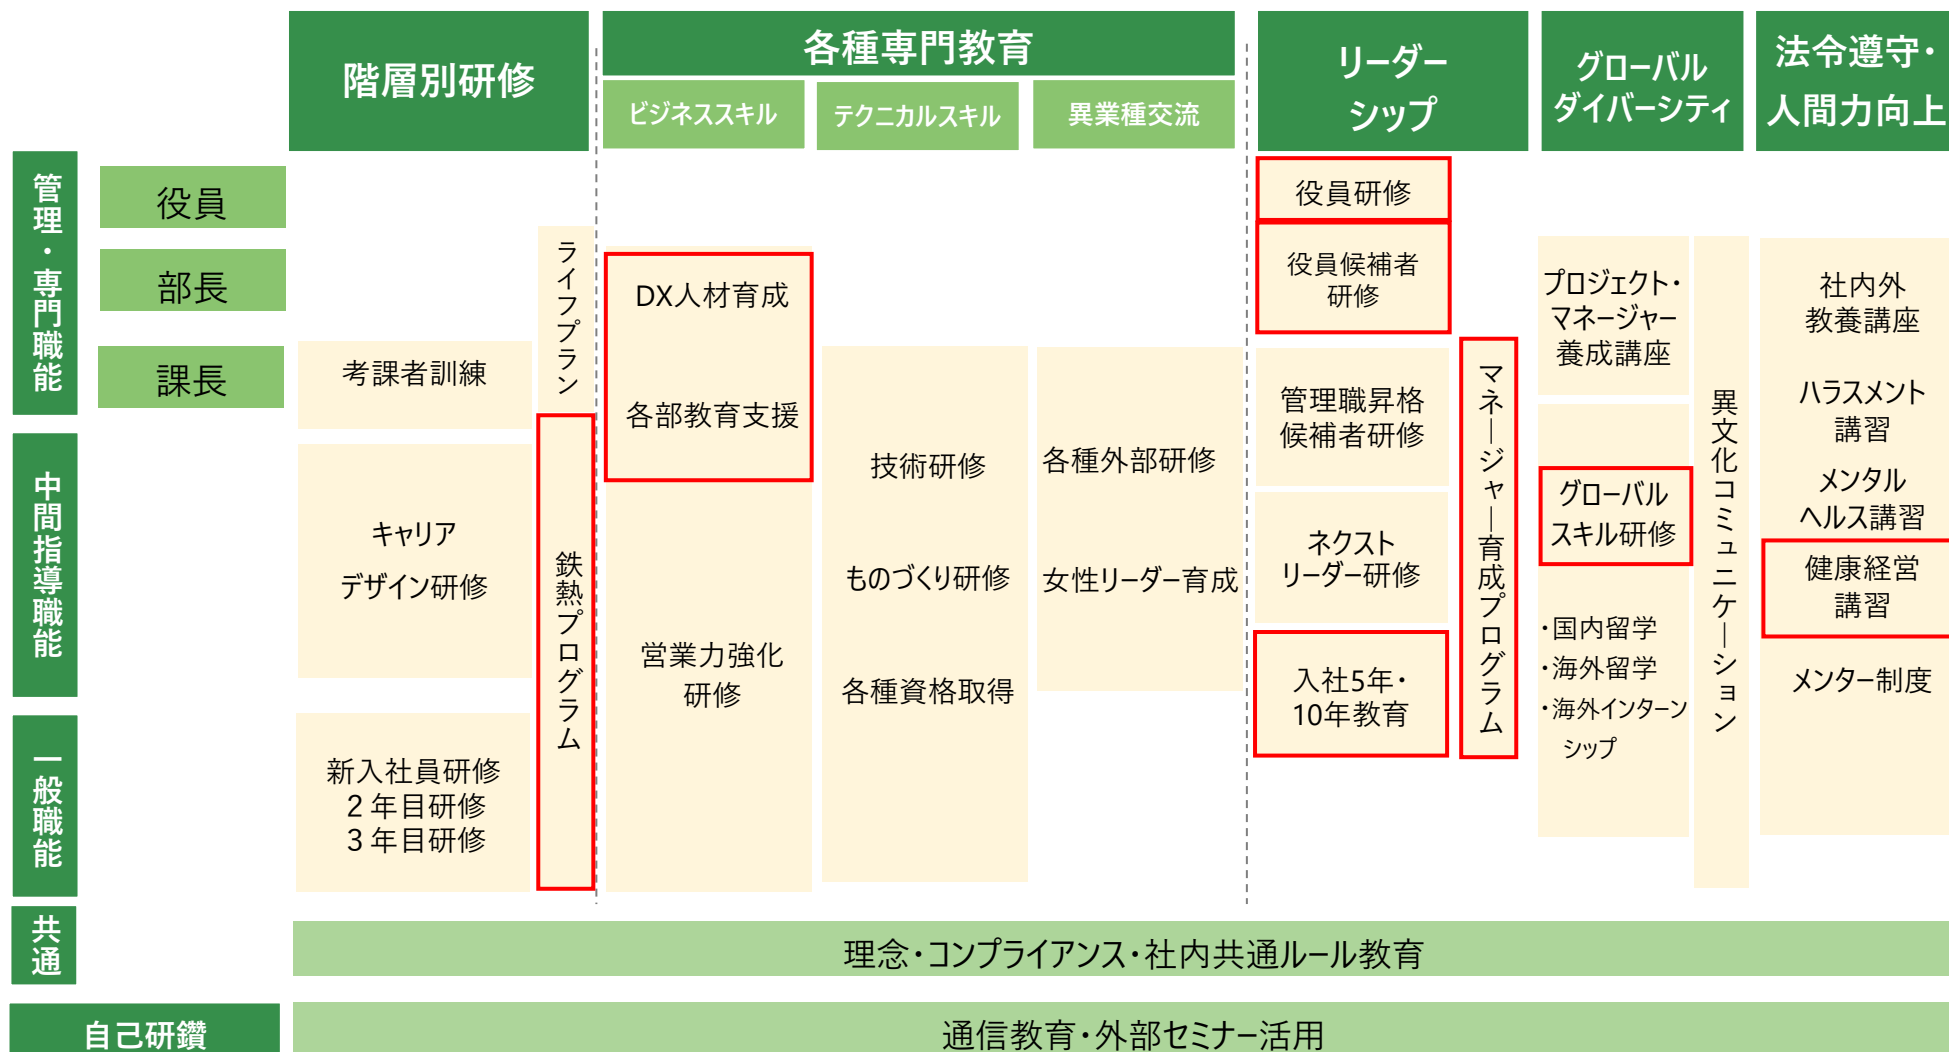 階層別研修
各種専門教育
ビジネススキル
テクニカルスキル
異業種交流
リーダー
シップ
グローバル
ダイバーシティ
法令遵守・
人間力向上
管理・専門職能
役員
部長
課長
中間指導職能
一般職能
共通
自己研鑽
考課者訓練
キャリア
デザイン研修
新入社員研修
２年目研修
３年目研修
ライフプラン
鉄熱プログラム
DX人材育成
各部教育支援
営業力強化
研修
技術研修
ものづくり研修
各種資格取得
各種外部研修
女性リーダー育成
役員研修
役員候補者
研修
管理職昇格
候補者研修
ネクスト
リーダー研修
入社5年・
10年教育
マネージャー育成プログラム
プロジェクト・
マネージャー
養成講座
グローバル
スキル研修
・国内留学
・海外留学
・海外インターン
シップ
異文化コミュニケーション
社内外
教養講座
ハラスメント
講習
メンタル
ヘルス講習
健康経営
講習
メンター制度
理念・コンプライアンス・社内共通ルール教育
通信教育・外部セミナー活用